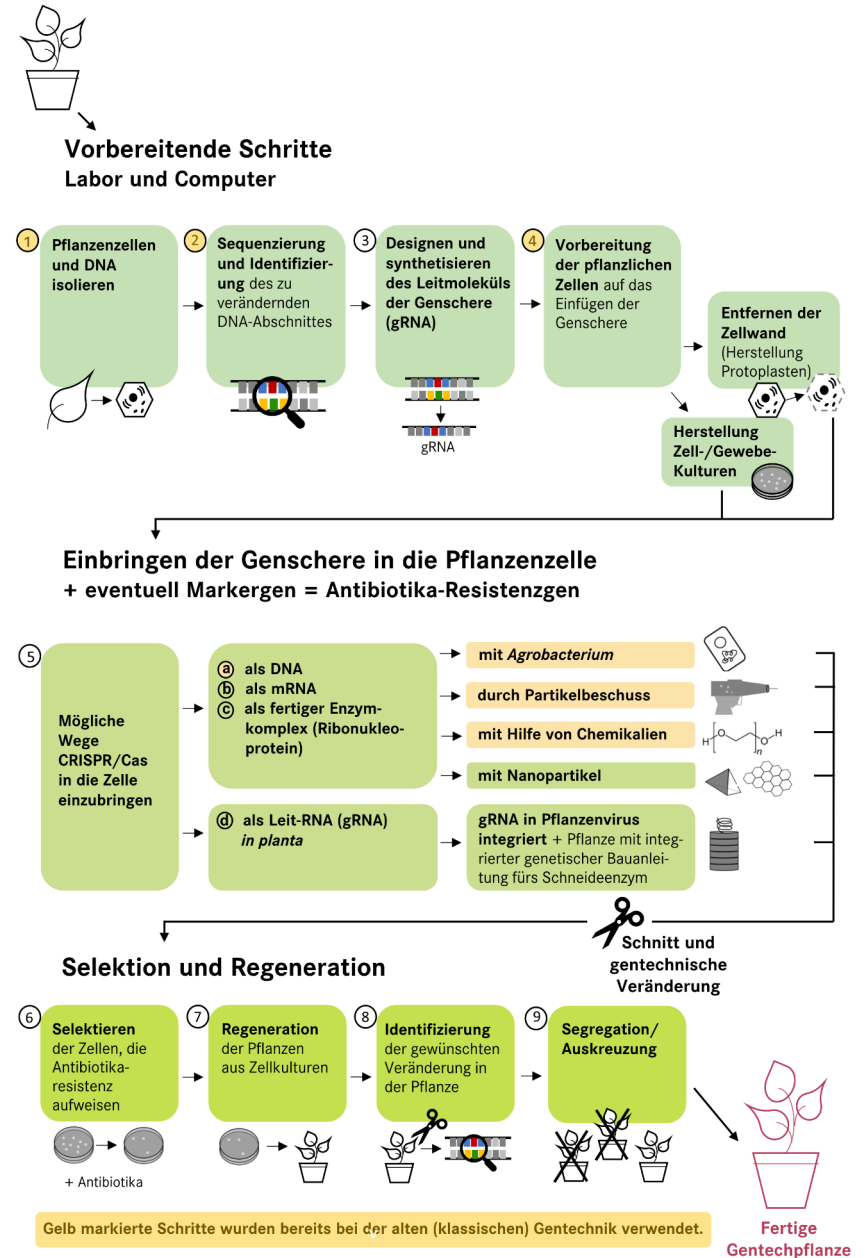 Vorbereitende Schritte
Labor und Computer
1
Pflanzenzellen
und DNA
isolieren
2
Sequenzierung
und Identifizier-
ung des zu
verändernden
DNA-Abschnittes
3
Designen und
synthetisieren
des Leitmoleküls
der Genschere
(gRNA)
gRNA
4
Vorbereitung
der pflanzlichen
Zellen auf das
Einfügen der
Genschere
Entfernen der
Zellwand
(Herstellung
Protoplasten)
Herstellung
Zell-/Gewebe-
Kulturen
Einbringen der Genschere in die Pflanzenzelle
+ eventuell Markergen = Antibiotika-Resistenzgen
5
Mögliche
Wege
CRISPR/Cas
in die Zelle
einzubringen
a als DNA
b als mRNA
c als fertiger Enzym-
komplex (Ribonukleo-
protein)
mit Agrobacterium
durch Partikelbeschuss
mit Hilfe von Chemikalien
H O O H n
mit Nanopartikel
d als Leit-RNA (gRNA)
in planta
gRNA in Pflanzenvirus
integriert + Pflanze mit integ-
rierter genetischer Bauanlei-
tung fürs Schneideenzym
Schnitt und
gentechnische
Veränderung
Selektion und Regeneration
6
Selektieren
der Zellen, die
Antibiotika-
resistenz
aufweisen
+ Antibiotika
7
Regeneration
der Pflanzen
aus Zellkulturen
8
Identifizierung
der gewünschten
Veränderung in
der Pflanze
9
Segregation/
Auskreuzung
Fertige
Gentechpflanze
Gelb markierte Schritte wurden bereits bei der alten (klassischen) Gentechnik verwendet.